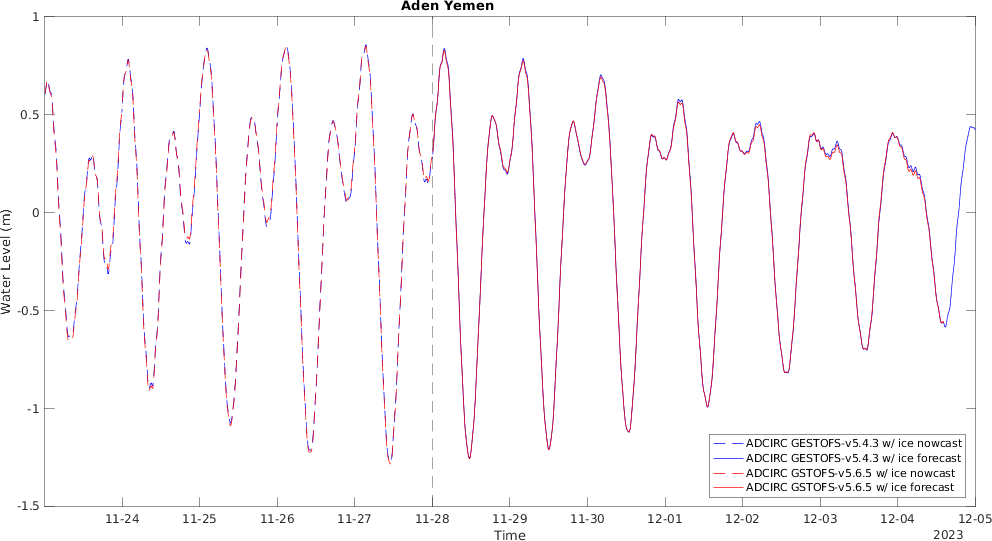 Aden Yemen
Water Level (m)
1
0.5
0
-0.5
-1
-1.5
ADCIRC GESTOFS-v5.4.3 w/ ice nowcast
ADCIRC GESTOFS-v5.4.3 w/ ice forecast
ADCIRC GSTOFS-v5.6.5 w/ ice nowcast
ADCIRC GSTOFS-v5.6.5 w/ ice forecast
11-24 11-25 11-26 11-27 11-28 11-29 11-30 12-01 12-02 12-03 12-04 12-05
Time
2023